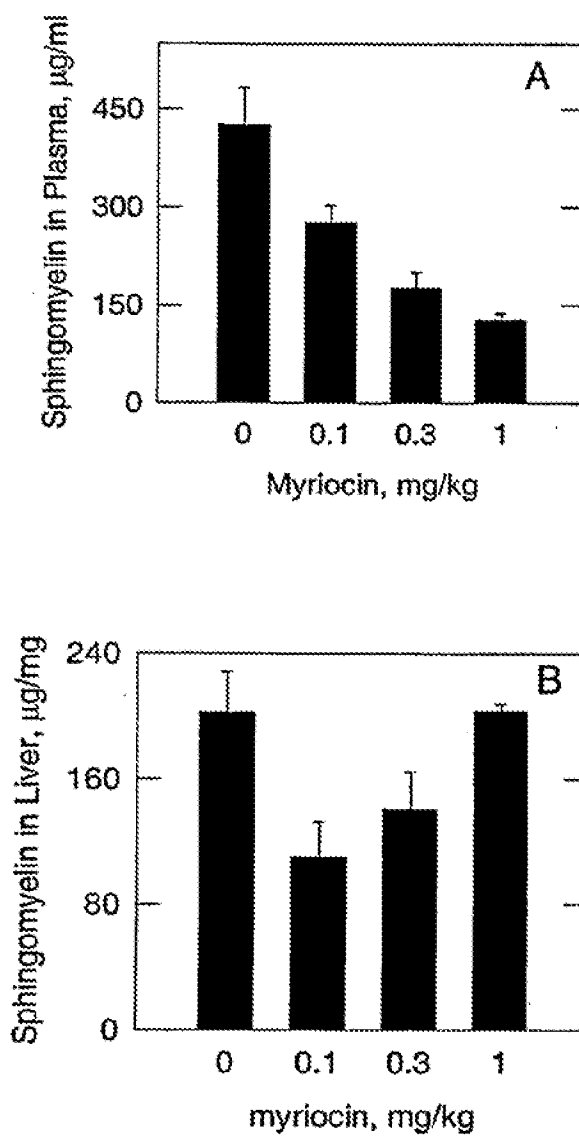 A
Sphingomyelin in Plasma, µg/ml
450
300
150
0
0 0.1 0.3 1
Myriocin, mg/kg
B
Sphingomyelin in Liver, µg/mg
240
160
80
0
0 0.1 0.3 1
myriocin, mg/kg